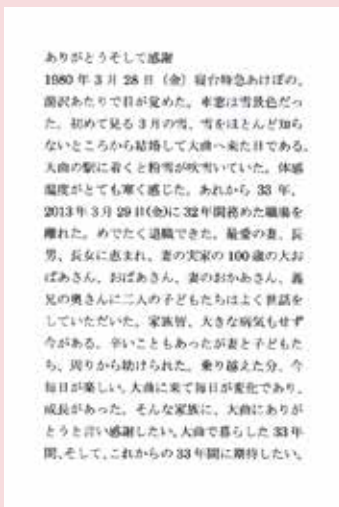 ありがとうそして感謝
1980 年 3 月 28 日（金）寝台特急あけぼの、
湯沢あたりで目が覚めた。車窓は雪景色だっ
た。初めて見る 3 月の雪、雪をほとんど知ら
ないところから結婚して大曲へ来た日である。
大曲の駅に着くと粉雪が吹雪いていた。体感
温度がとても寒く感じた。あれから 33 年、
2013 年 3 月 29 日(金)に 32 年間務めた職場を
離れた。めでたく退職できた。最愛の妻、長
男、長女に恵まれ、妻の実家の 100 歳の大お
ばあさん、おばあさん、妻のおかあさん、義
兄の奥さんに二人の子どもたちはよく世話を
していただいた。家族皆、大きな病気もせず
今がある。辛いこともあったが妻と子どもた
ち、周りから助けられた。乗り越えた分、今
毎日が楽しい。大曲に来て毎日が変化であり、
成長があった。そんな家族に、大曲にありが
とうと言い感謝したい。大曲で暮らした 33 年
間、そして、これからの 33 年間に期待したい。